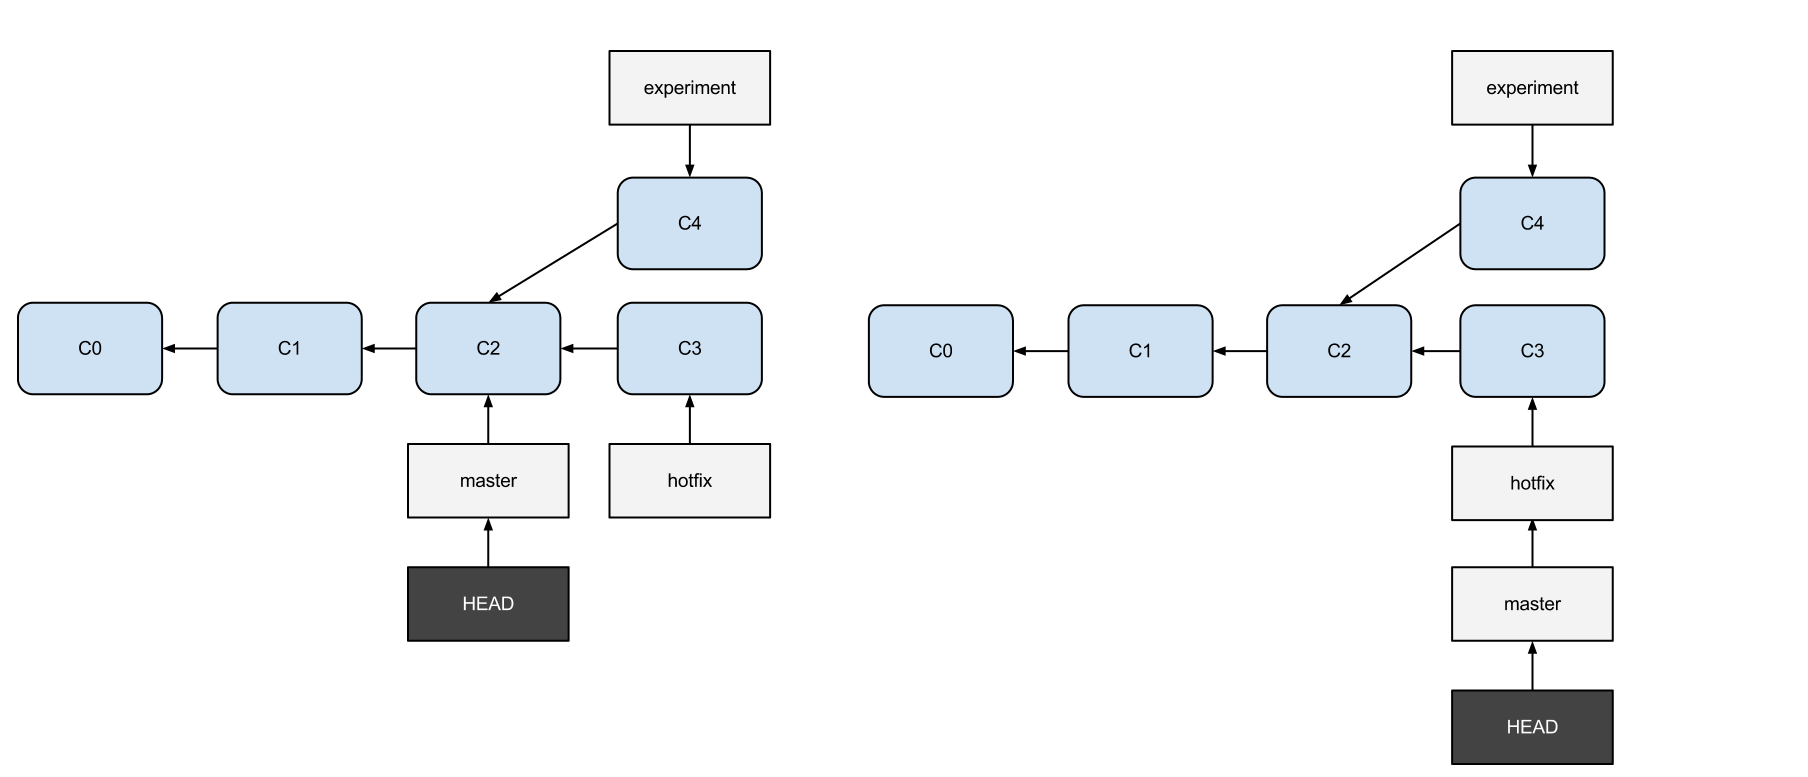 experiment
C4
C0
C1
C2
C3
master
hotfix
HEAD
experiment
C4
C0
C1
C2
C3
hotfix
master
HEAD